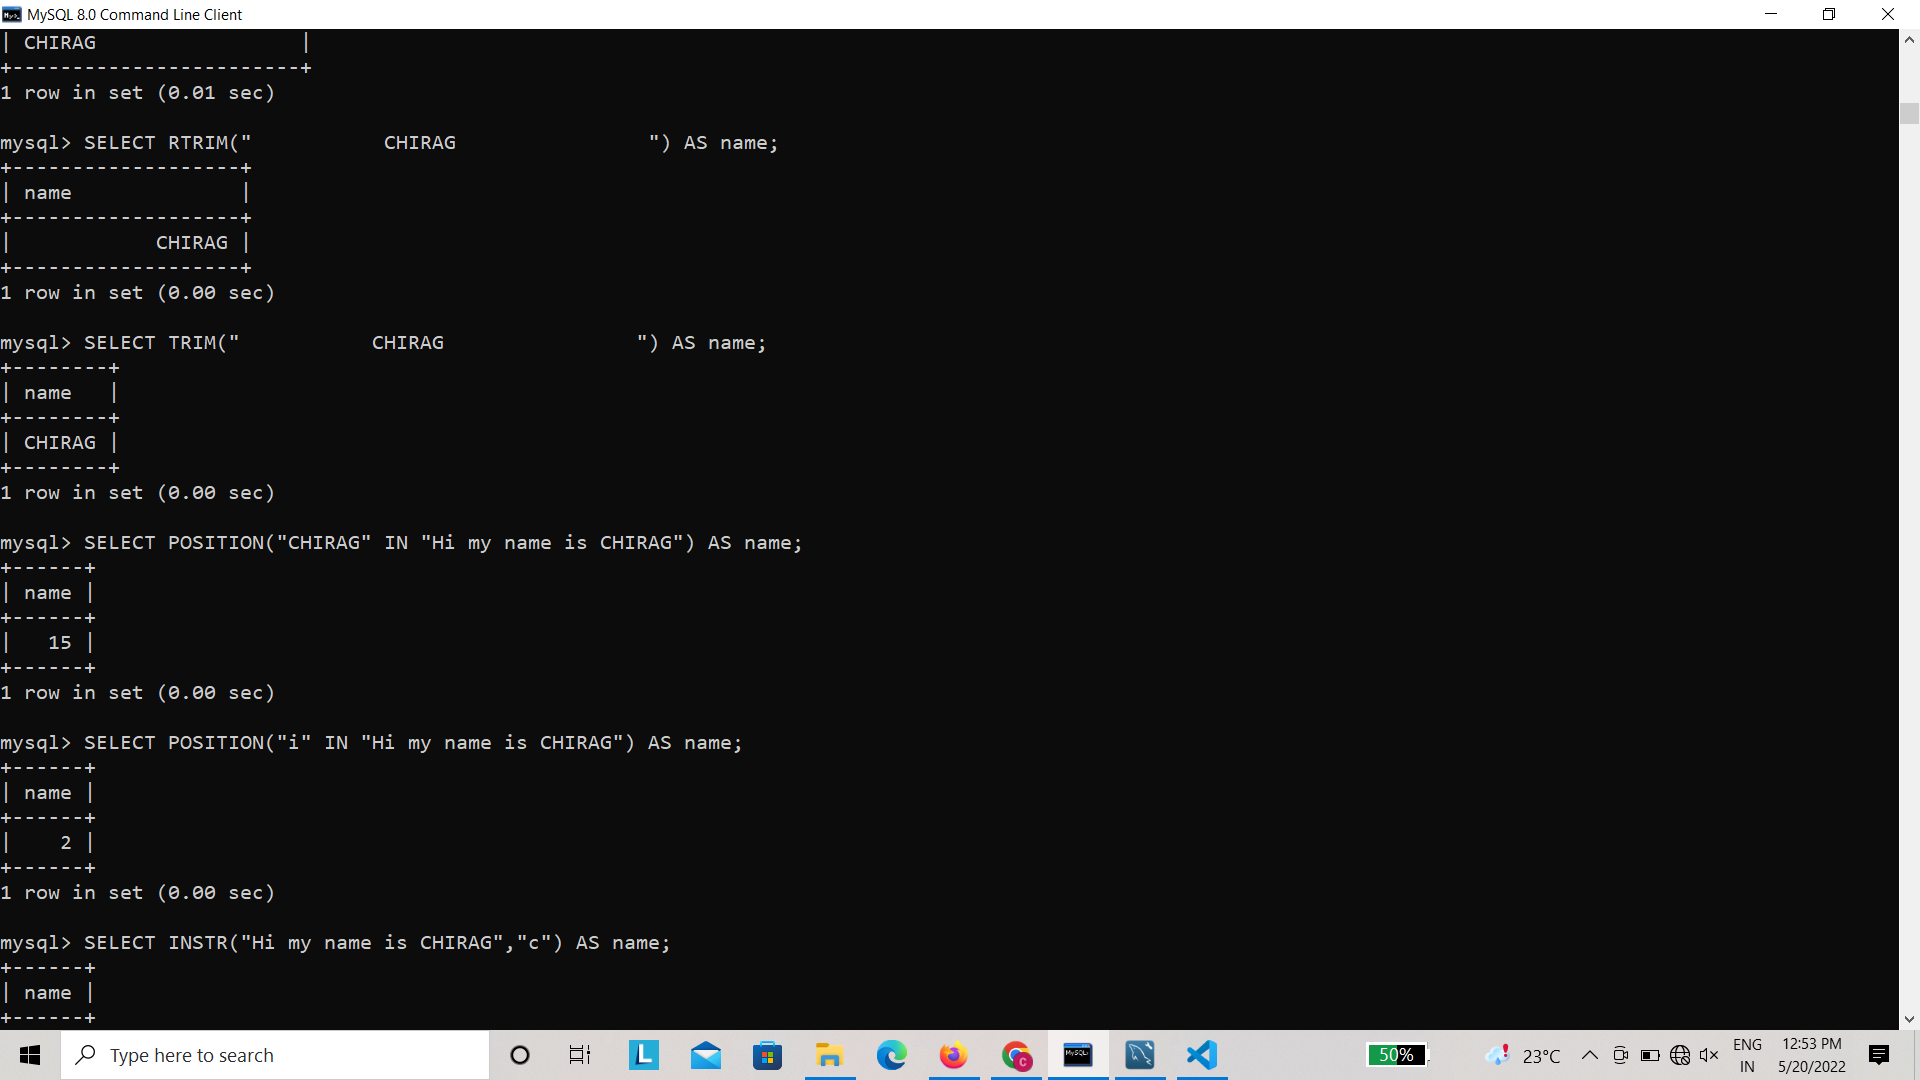 MySQL 8.0 Command Line Client
| CHIRAG                 |
+------------------------+
1 row in set (0.01 sec)
mysql> SELECT RTRIM("           CHIRAG                ") AS name;
+-------------------+
| name              |
+-------------------+
|            CHIRAG |
+-------------------+
1 row in set (0.00 sec)
mysql> SELECT TRIM("           CHIRAG                ") AS name;
+--------+
| name   |
+--------+
| CHIRAG |
+--------+
1 row in set (0.00 sec)
mysql> SELECT POSITION("CHIRAG" IN "Hi my name is CHIRAG") AS name;
+------+
| name |
+------+
|   15 |
+------+
1 row in set (0.00 sec)
mysql> SELECT POSITION("i" IN "Hi my name is CHIRAG") AS name;
+------+
| name |
+------+
|    2 |
+------+
1 row in set (0.00 sec)
mysql> SELECT INSTR("Hi my name is CHIRAG","c") AS name;
+------+
| name |
+------+
Type here to search
L
C
MySQL
50%
23°C
ENG
IN
12:53 PM
5/20/2022